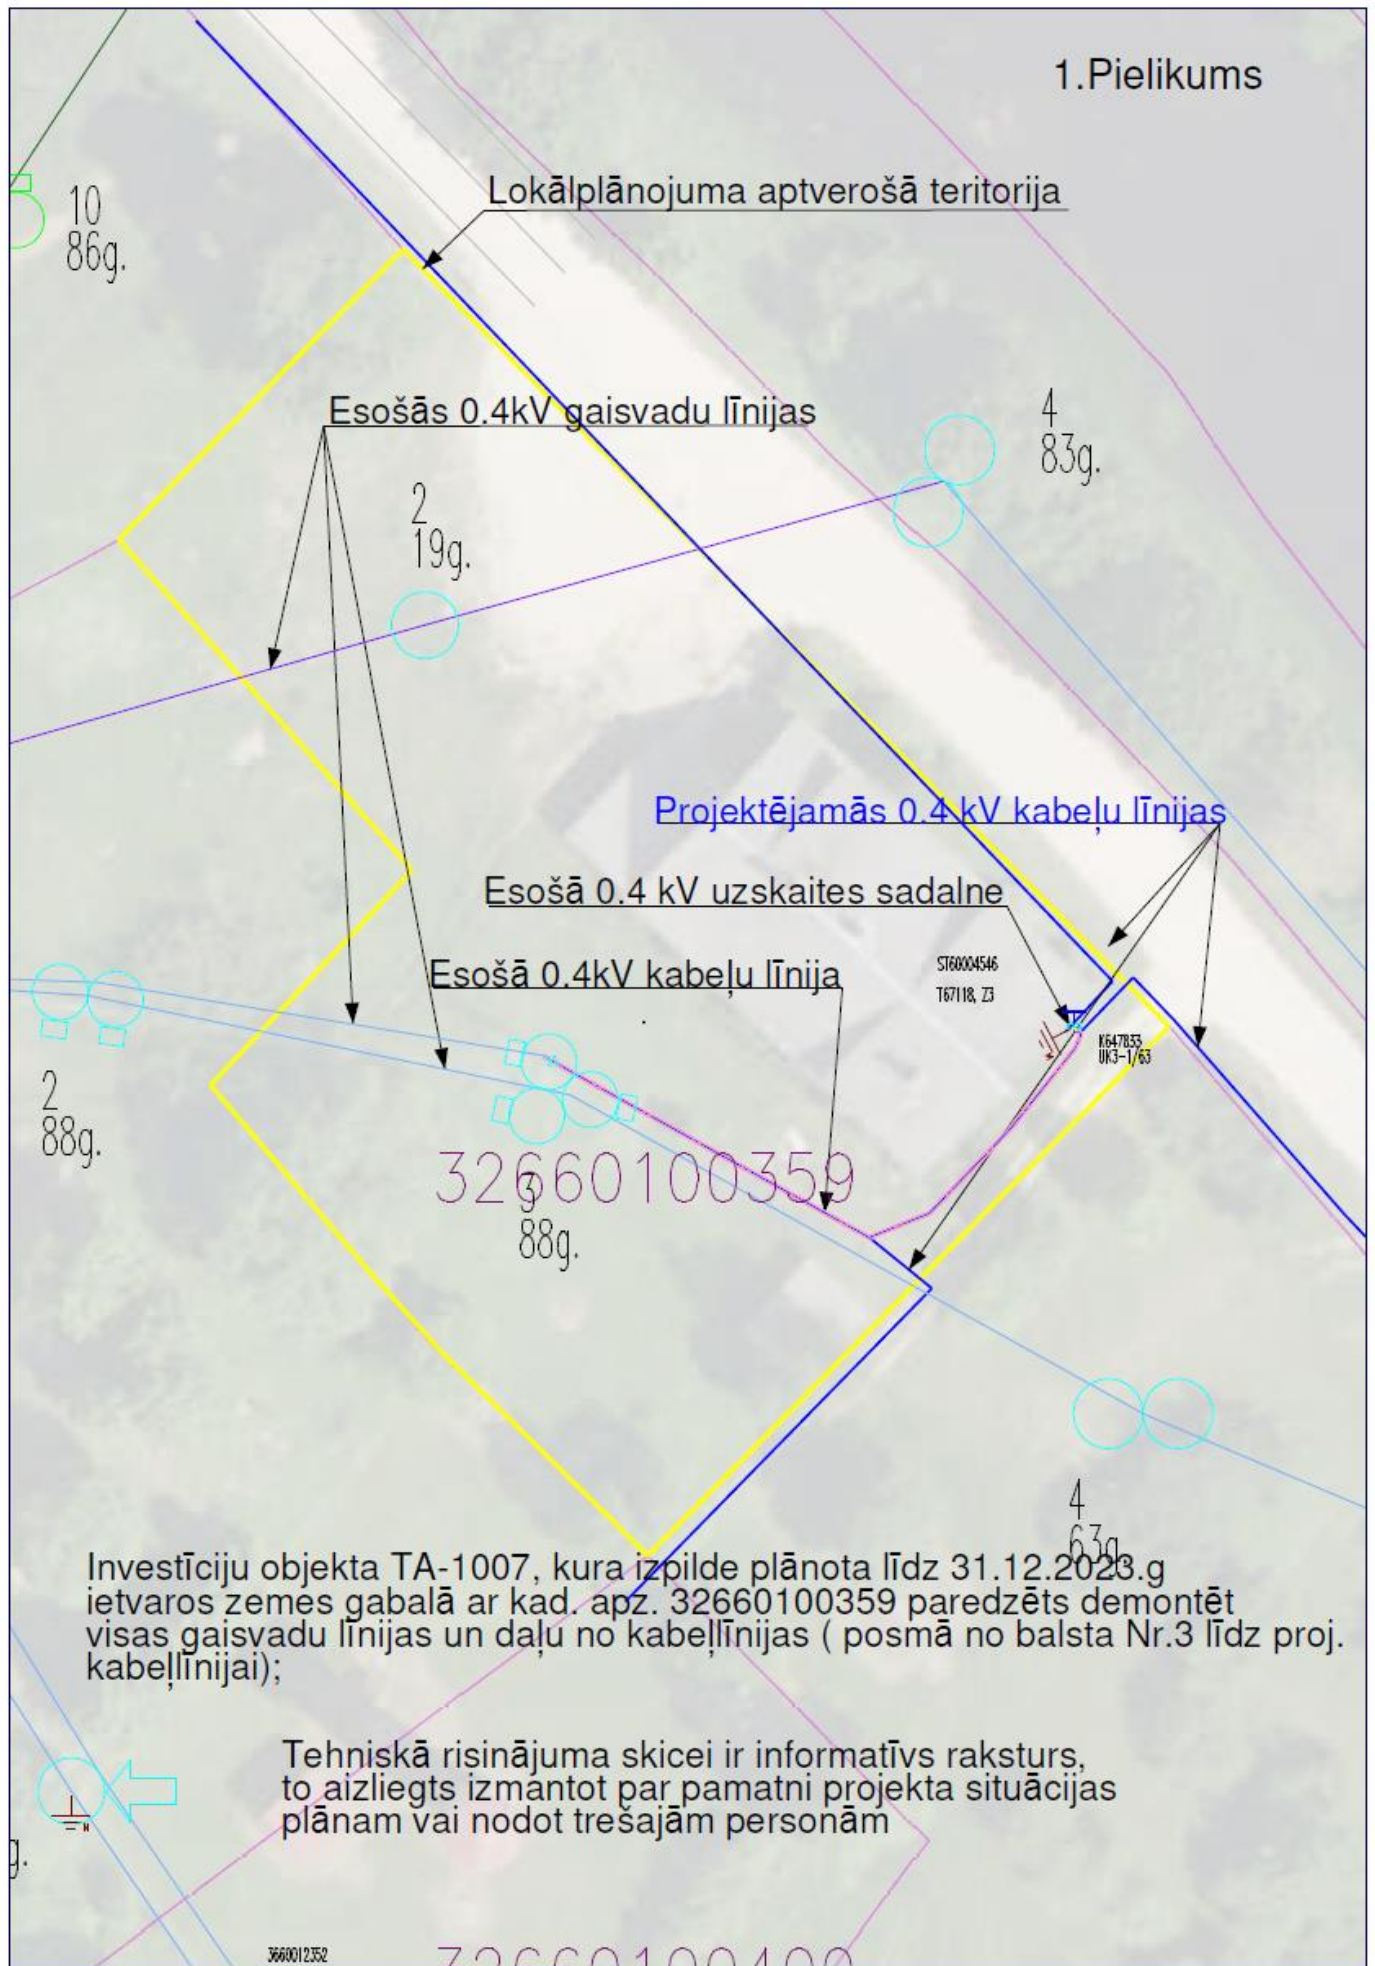 1.Pielikums
Lokālplānojuma aptverošā teritorija
10
86g.
Esošās 0.4kV gaisvadu līnijas
4
83g.
2
19g.
Projektējamās 0.4 kV kabeļu līnijas
Esošā 0.4 kV uzskaites sadalne
ST60004546
T67118, Z3
Esošā 0.4kV kabeļu līnija
K647833
UK3-1/63
2
88g.
32660100359
3
88g.
4
63g.
Investīciju objekta TA-1007, kura izpilde plānota līdz 31.12.2023.g
ietvaros zemes gabalā ar kad. apz. 32660100359 paredzēts demontēt
visas gaisvadu līnijas un daļu no kabeļlīnijas ( posmā no balsta Nr.3 līdz proj.
kabeļlīnijai);
Tehniskā risinājuma skicei ir informatīvs raksturs,
to aizliegts izmantot par pamatni projekta situācijas
plānam vai nodot trešajām personām
g.
3660012352